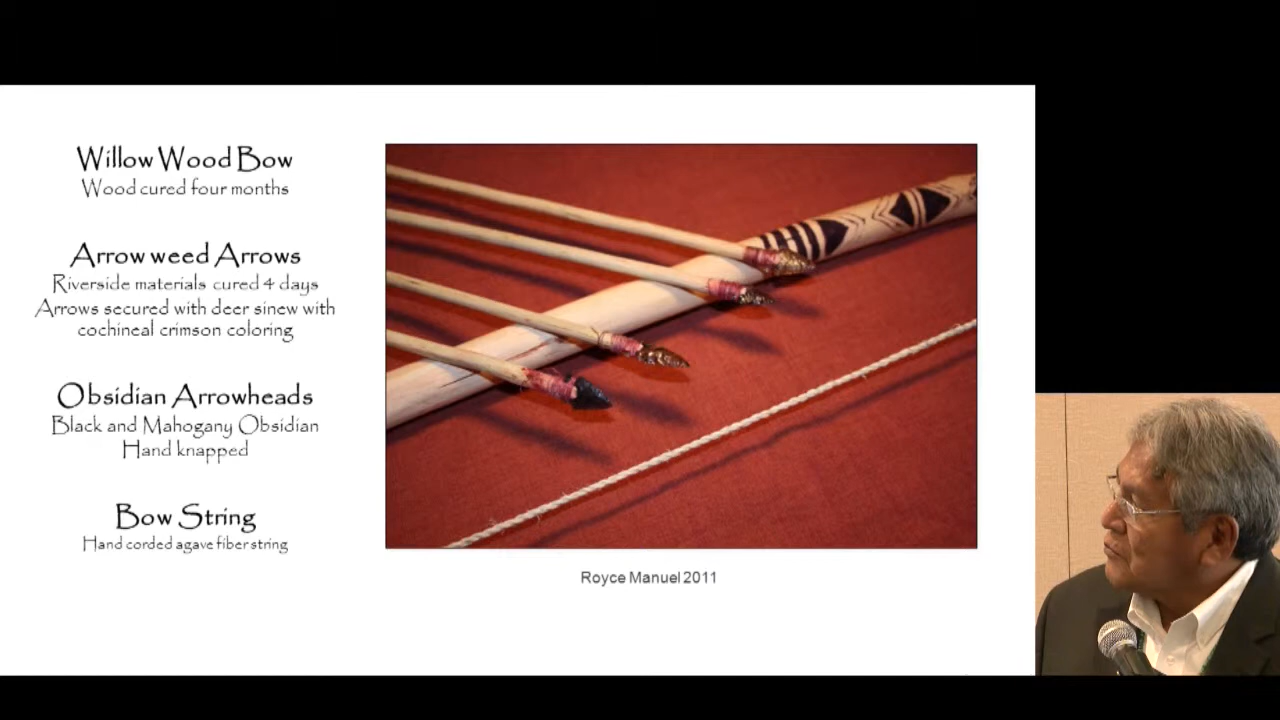 Willow Wood Bow
Wood cured four months
Arrow weed Arrows
Riverside materials cured 4 days
Arrows secured with deer sinew with
cochineal crimson coloring
Obsidian Arrowheads
Black and Mahogany Obsidian
Hand knapped
Bow String
Hand corded agave fiber string
Royce Manuel 2011